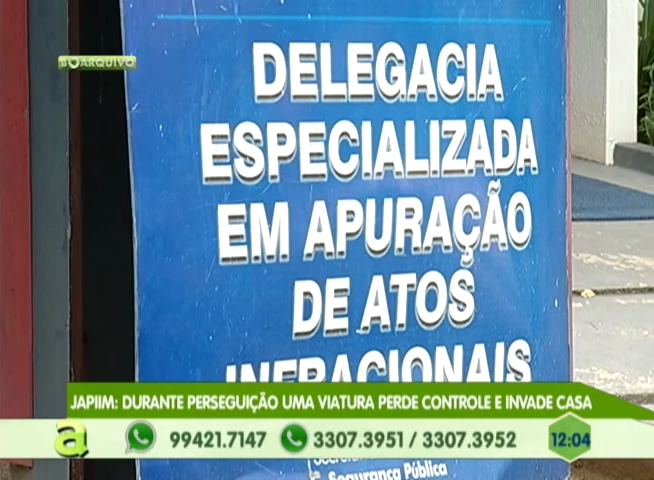 ARQUIVO
DELEGACIA
ESPECIALIZADA
EM APURAÇÃO
DE ATOS
INFRACIONAIS
JAPIIM: DURANTE PERSEGUIÇÃO UMA VIATURA PERDE CONTROLE E INVADE CASA
a 99421.7147 3307.3951 / 3307.3952 12:04
Segurança Pública